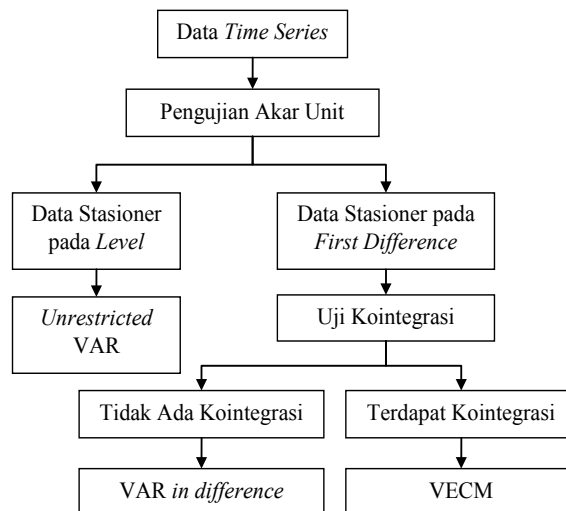 Data Time Series
Pengujian Akar Unit
Data Stasioner
pada Level
Data Stasioner pada
First Difference
Unrestricted
VAR
Uji Kointegrasi
Tidak Ada Kointegrasi
Terdapat Kointegrasi
VAR in difference
VECM